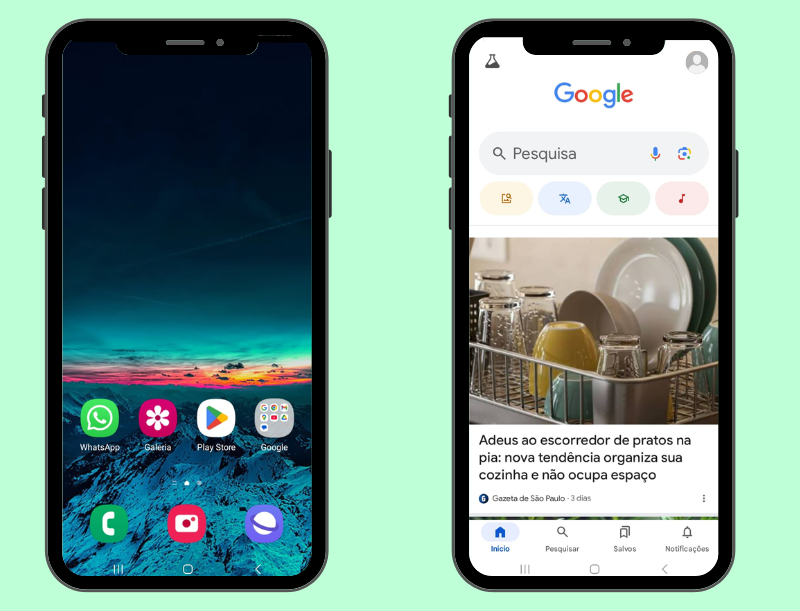 WhatsApp
Galeria
Play Store
Google
Google
Pesquisa
Adeus ao escorredor de pratos na
pia: nova tendência organiza sua
cozinha e não ocupa espaço
Gazeta de São Paulo · 3 dias
Início
Pesquisar
Salvos
Notificações